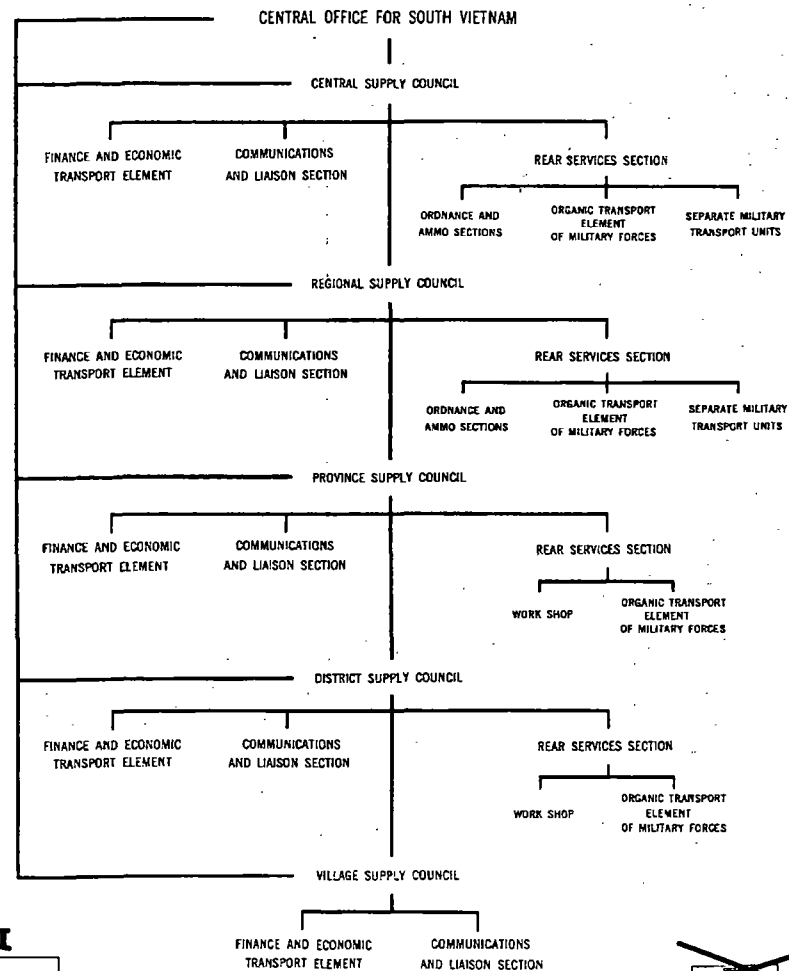 CENTRAL OFFICE FOR SOUTH VIETNAM
CENTRAL SUPPLY COUNCIL
FINANCE AND ECONOMIC
TRANSPORT ELEMENT
COMMUNICATIONS
AND LIAISON SECTION
REAR SERVICES SECTION
ORDNANCE AND
AMMO SECTIONS
ORGANIC TRANSPORT
ELEMENT
OF MILITARY FORCES
SEPARATE MILITARY
TRANSPORT UNITS
REGIONAL SUPPLY COUNCIL
FINANCE AND ECONOMIC
TRANSPORT ELEMENT
COMMUNICATIONS
AND LIAISON SECTION
REAR SERVICES SECTION
ORDNANCE AND
AMMO SECTIONS
ORGANIC TRANSPORT
ELEMENT
OF MILITARY FORCES
SEPARATE MILITARY
TRANSPORT UNITS
PROVINCE SUPPLY COUNCIL
FINANCE AND ECONOMIC
TRANSPORT ELEMENT
COMMUNICATIONS
AND LIAISON SECTION
REAR SERVICES SECTION
WORK SHOP
ORGANIC TRANSPORT
ELEMENT
OF MILITARY FORCES
DISTRICT SUPPLY COUNCIL
FINANCE AND ECONOMIC
TRANSPORT ELEMENT
COMMUNICATIONS
AND LIAISON SECTION
REAR SERVICES SECTION
WORK SHOP
ORGANIC TRANSPORT
ELEMENT
OF MILITARY FORCES
VILLAGE SUPPLY COUNCIL
FINANCE AND ECONOMIC
TRANSPORT ELEMENT
COMMUNICATIONS
AND LIAISON SECTION